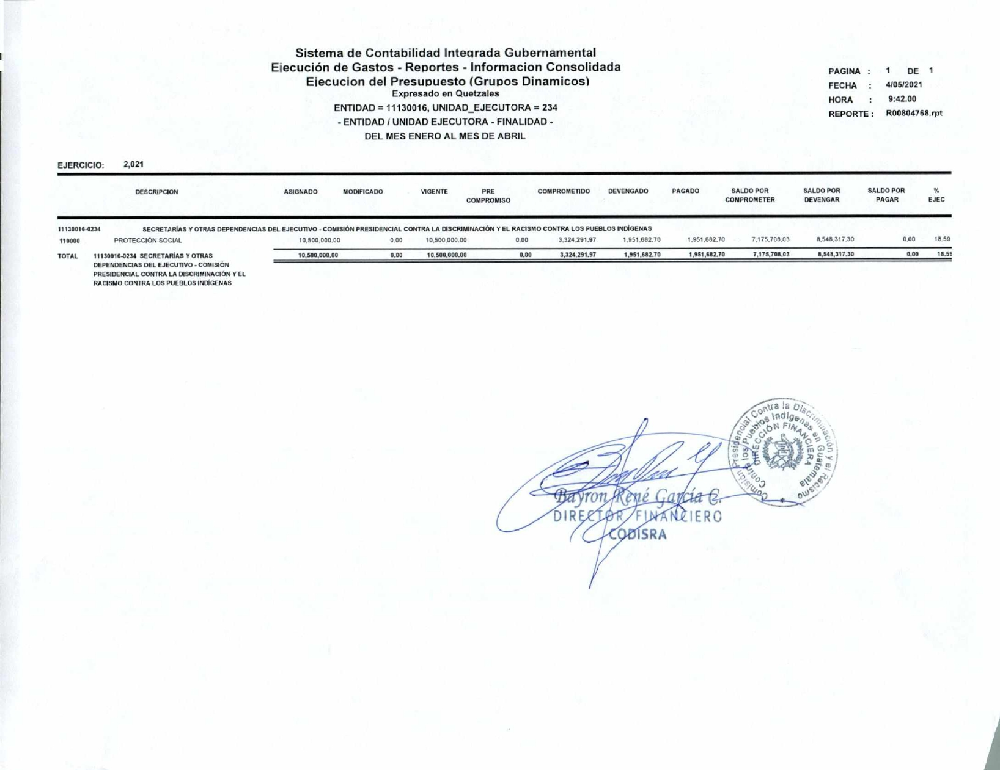 Sistema de Contabilidad Integrada Gubernamental
Ejecución de Gastos - Reportes - Informacion Consolidada
Ejecucion del Presupuesto (Grupos Dinamicos)
Expresado en Quetzales
ENTIDAD = 11130016, UNIDAD_EJECUTORA = 234
- ENTIDAD / UNIDAD EJECUTORA - FINALIDAD -
DEL MES ENERO AL MES DE ABRIL
PAGINA : 1 DE 1
FECHA : 4/05/2021
HORA : 9:42.00
REPORTE : R00804768.rpt
EJERCICIO: 2,021
DESCRIPCION ASIGNADO MODIFICADO VIGENTE PRE COMPROMISO COMPROMETIDO DEVENGADO PAGADO SALDO POR COMPROMETER SALDO POR DEVENGAR SALDO POR PAGAR % EJEC
11130016-0234 SECRETARÍAS Y OTRAS DEPENDENCIAS DEL EJECUTIVO - COMISIÓN PRESIDENCIAL CONTRA LA DISCRIMINACIÓN Y EL RACISMO CONTRA LOS PUEBLOS INDÍGENAS
110000 PROTECCIÓN SOCIAL 10,500,000.00 0.00 10,500,000.00 0.00 3,324,291.97 1,951,682.70 1,951,682.70 7,175,708.03 8,548,317.30 0.00 18.59
TOTAL 11130016-0234 SECRETARÍAS Y OTRAS 10,500,000.00 0.00 10,500,000.00 0.00 3,324,291.97 1,951,682.70 1,951,682.70 7,175,708.03 8,548,317.30 0.00 18.59
DEPENDENCIAS DEL EJECUTIVO - COMISIÓN
PRESIDENCIAL CONTRA LA DISCRIMINACIÓN Y EL
RACISMO CONTRA LOS PUEBLOS INDÍGENAS
Comisión Presidencial Contra la Discriminación y el Racismo
Contra los Pueblos Indígenas en Guatemala
DIRECCIÓN FINANCIERA
Bayron René García C.
DIRECTOR FINANCIERO
CODISRA